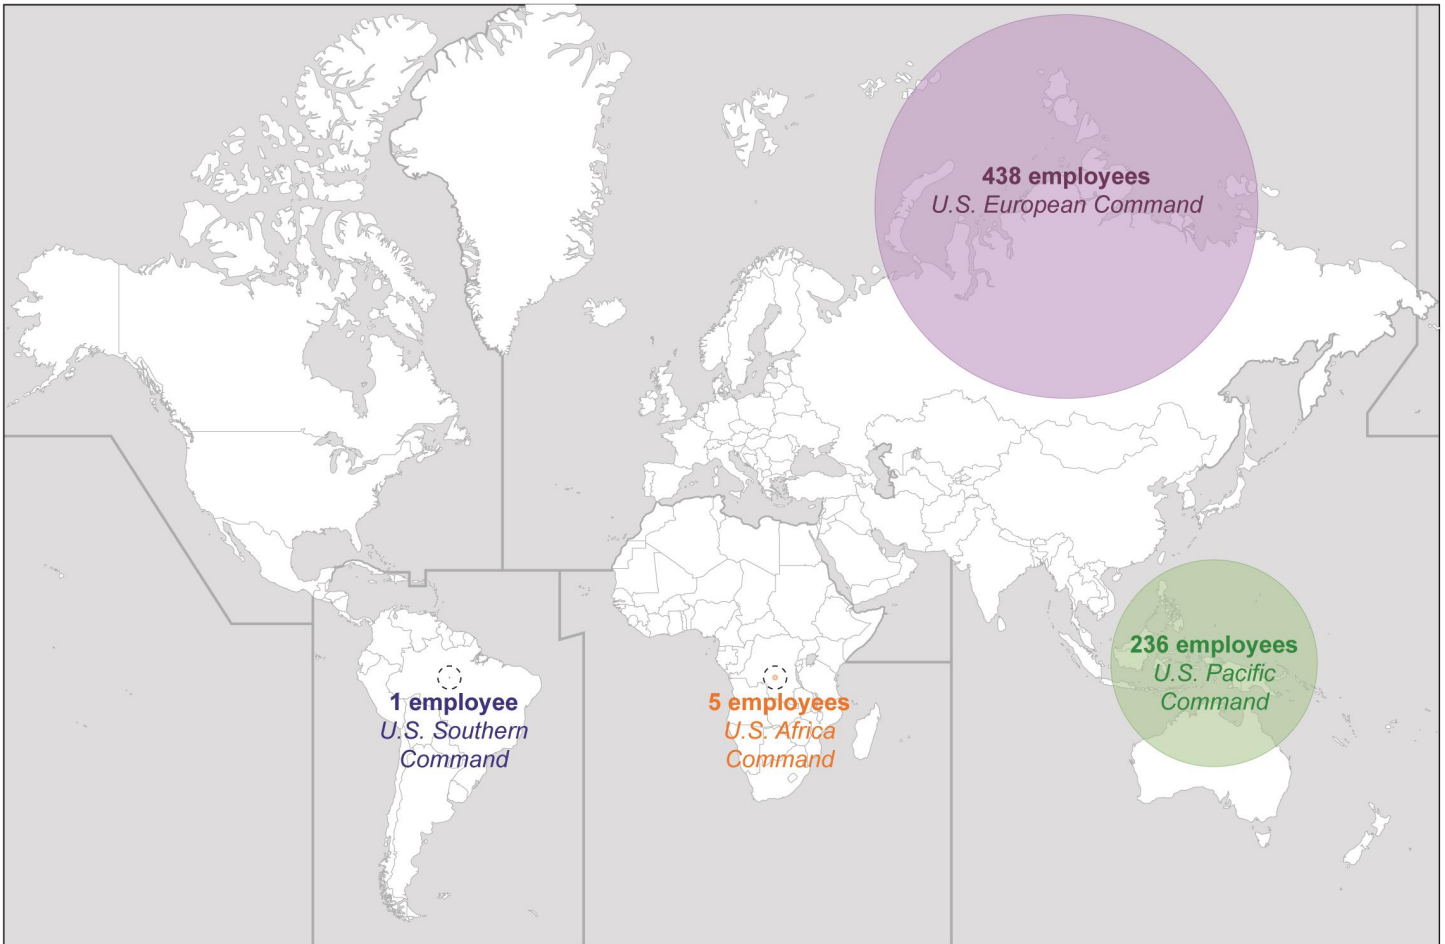 438 employees
U.S. European Command
236 employees
U.S. Pacific
Command
1 employee
U.S. Southern
Command
5 employees
U.S. Africa
Command